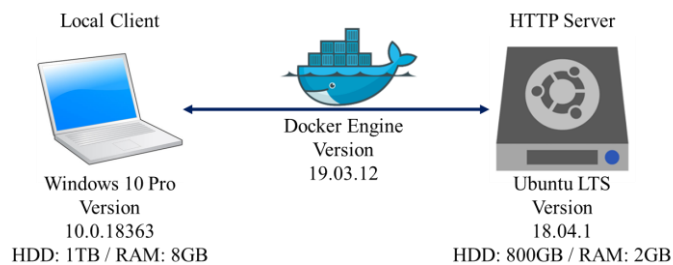 Local Client
Windows 10 Pro
Version
10.0.18363
HDD: 1TB / RAM: 8GB
Docker Engine
Version
19.03.12
HTTP Server
Ubuntu LTS
Version
18.04.1
HDD: 800GB / RAM: 2GB